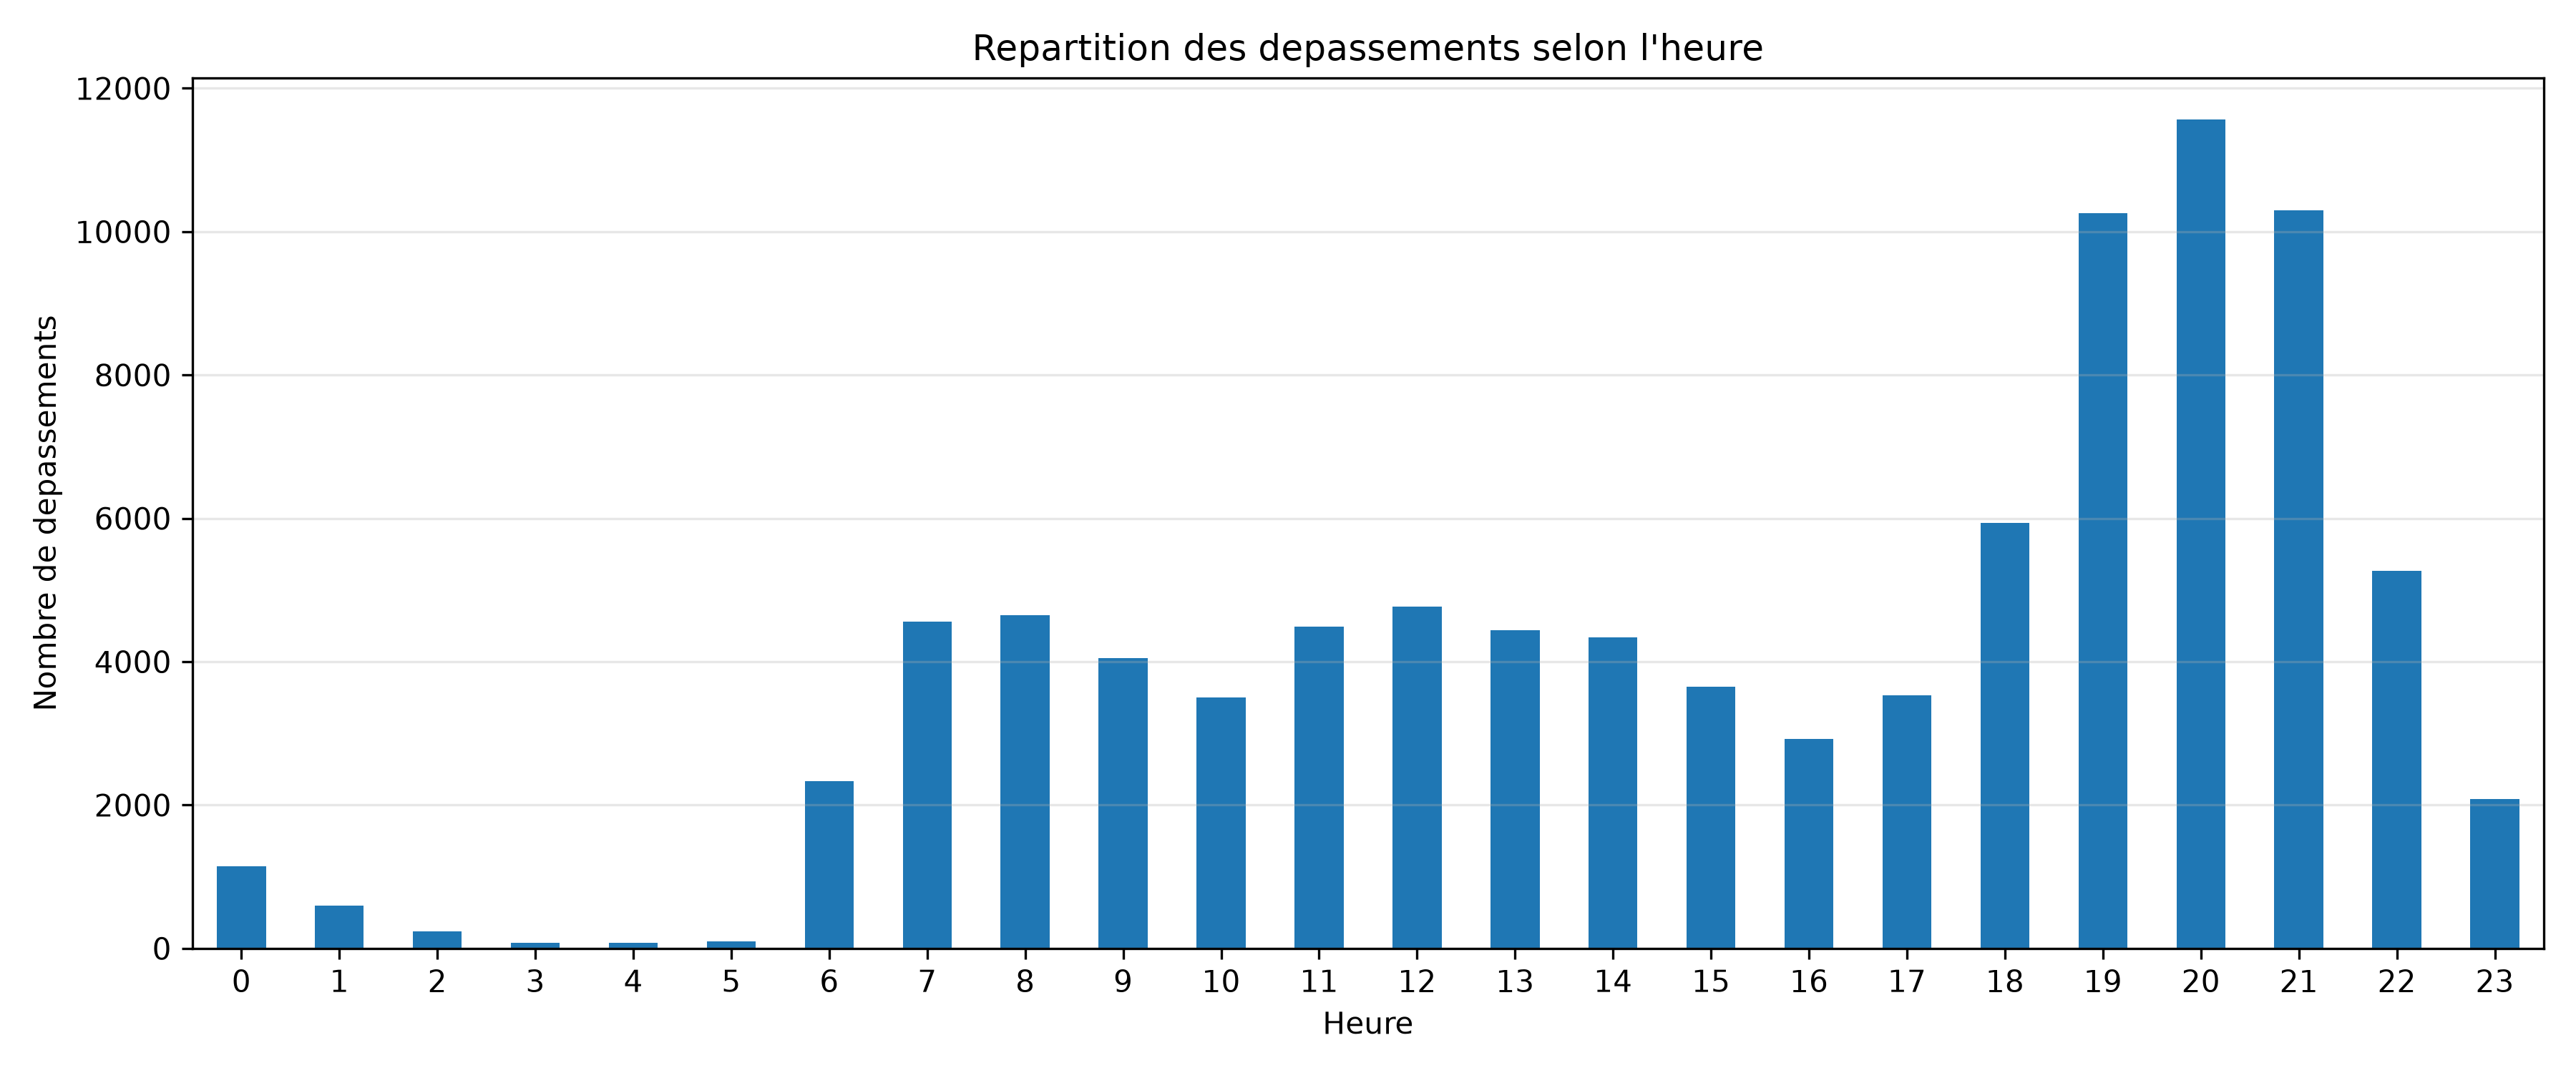 Repartition des depassements selon l'heure
Nombre de depassements
12000
10000
8000
6000
4000
2000
0
0 1 2 3 4 5 6 7 8 9 10 11 12 13 14 15 16 17 18 19 20 21 22 23
Heure